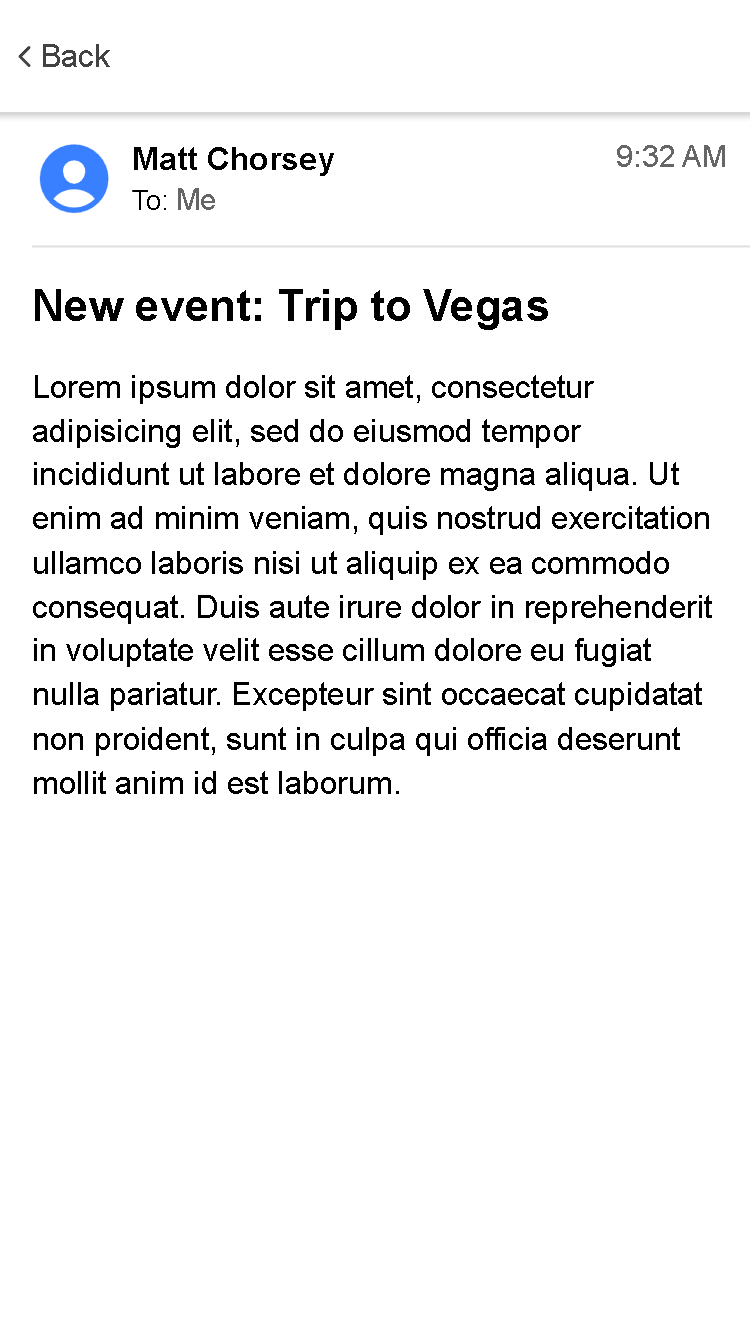 Back
Matt Chorsey
9:32 AM
To: Me
New event: Trip to Vegas
Lorem ipsum dolor sit amet, consectetur
adipisicing elit, sed do eiusmod tempor
incididunt ut labore et dolore magna aliqua. Ut
enim ad minim veniam, quis nostrud exercitation
ullamco laboris nisi ut aliquip ex ea commodo
consequat. Duis aute irure dolor in reprehenderit
in voluptate velit esse cillum dolore eu fugiat
nulla pariatur. Excepteur sint occaecat cupidatat
non proident, sunt in culpa qui officia deserunt
mollit anim id est laborum.